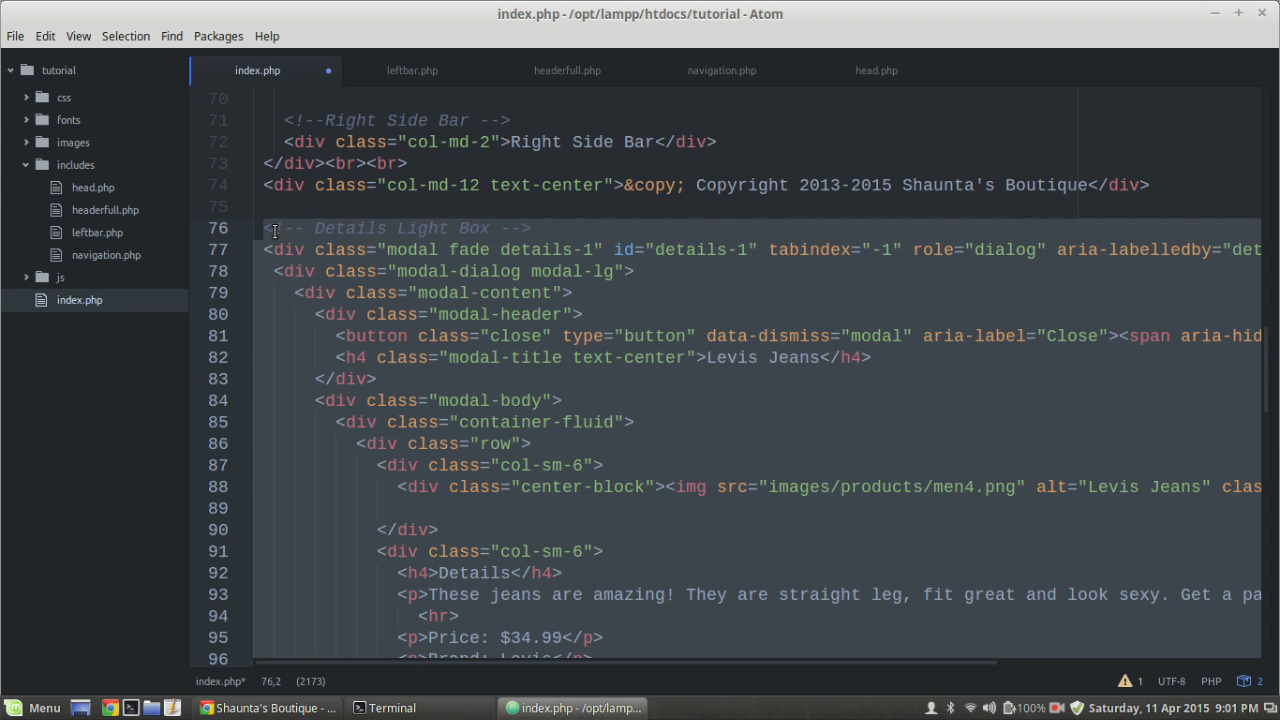 index.php - /opt/lampp/htdocs/tutorial - Atom
File Edit View Selection Find Packages Help
tutorial
css
fonts
images
includes
head.php
headerfull.php
leftbar.php
navigation.php
js
index.php
index.php leftbar.php headerfull.php navigation.php head.php
70
71 <!--Right Side Bar -->
72 <div class="col-md-2">Right Side Bar</div>
73 </div><br><br>
74 <div class="col-md-12 text-center">&copy; Copyright 2013-2015 Shaunta's Boutique</div>
75
76 <!-- Details Light Box -->
77 <div class="modal fade details-1" id="details-1" tabindex="-1" role="dialog" aria-labelledby="det
78 <div class="modal-dialog modal-lg">
79 <div class="modal-content">
80 <div class="modal-header">
81 <button class="close" type="button" data-dismiss="modal" aria-label="Close"><span aria-hid
82 <h4 class="modal-title text-center">Levis Jeans</h4>
83 </div>
84 <div class="modal-body">
85 <div class="container-fluid">
86 <div class="row">
87 <div class="col-sm-6">
88 <div class="center-block"><img src="images/products/men4.png" alt="Levis Jeans" clas
89
90 </div>
91 <div class="col-sm-6">
92 <h4>Details</h4>
93 <p>These jeans are amazing! They are straight leg, fit great and look sexy. Get a pa
94 <hr>
95 <p>Price: $34.99</p>
96 <p>Brand: Levis</p>
index.php* 76,2 (2173) 1 UTF-8 PHP 2
Menu Shaunta's Boutique - ... Terminal index.php - /opt/lamp... 100% Saturday, 11 Apr 2015 9:01 PM